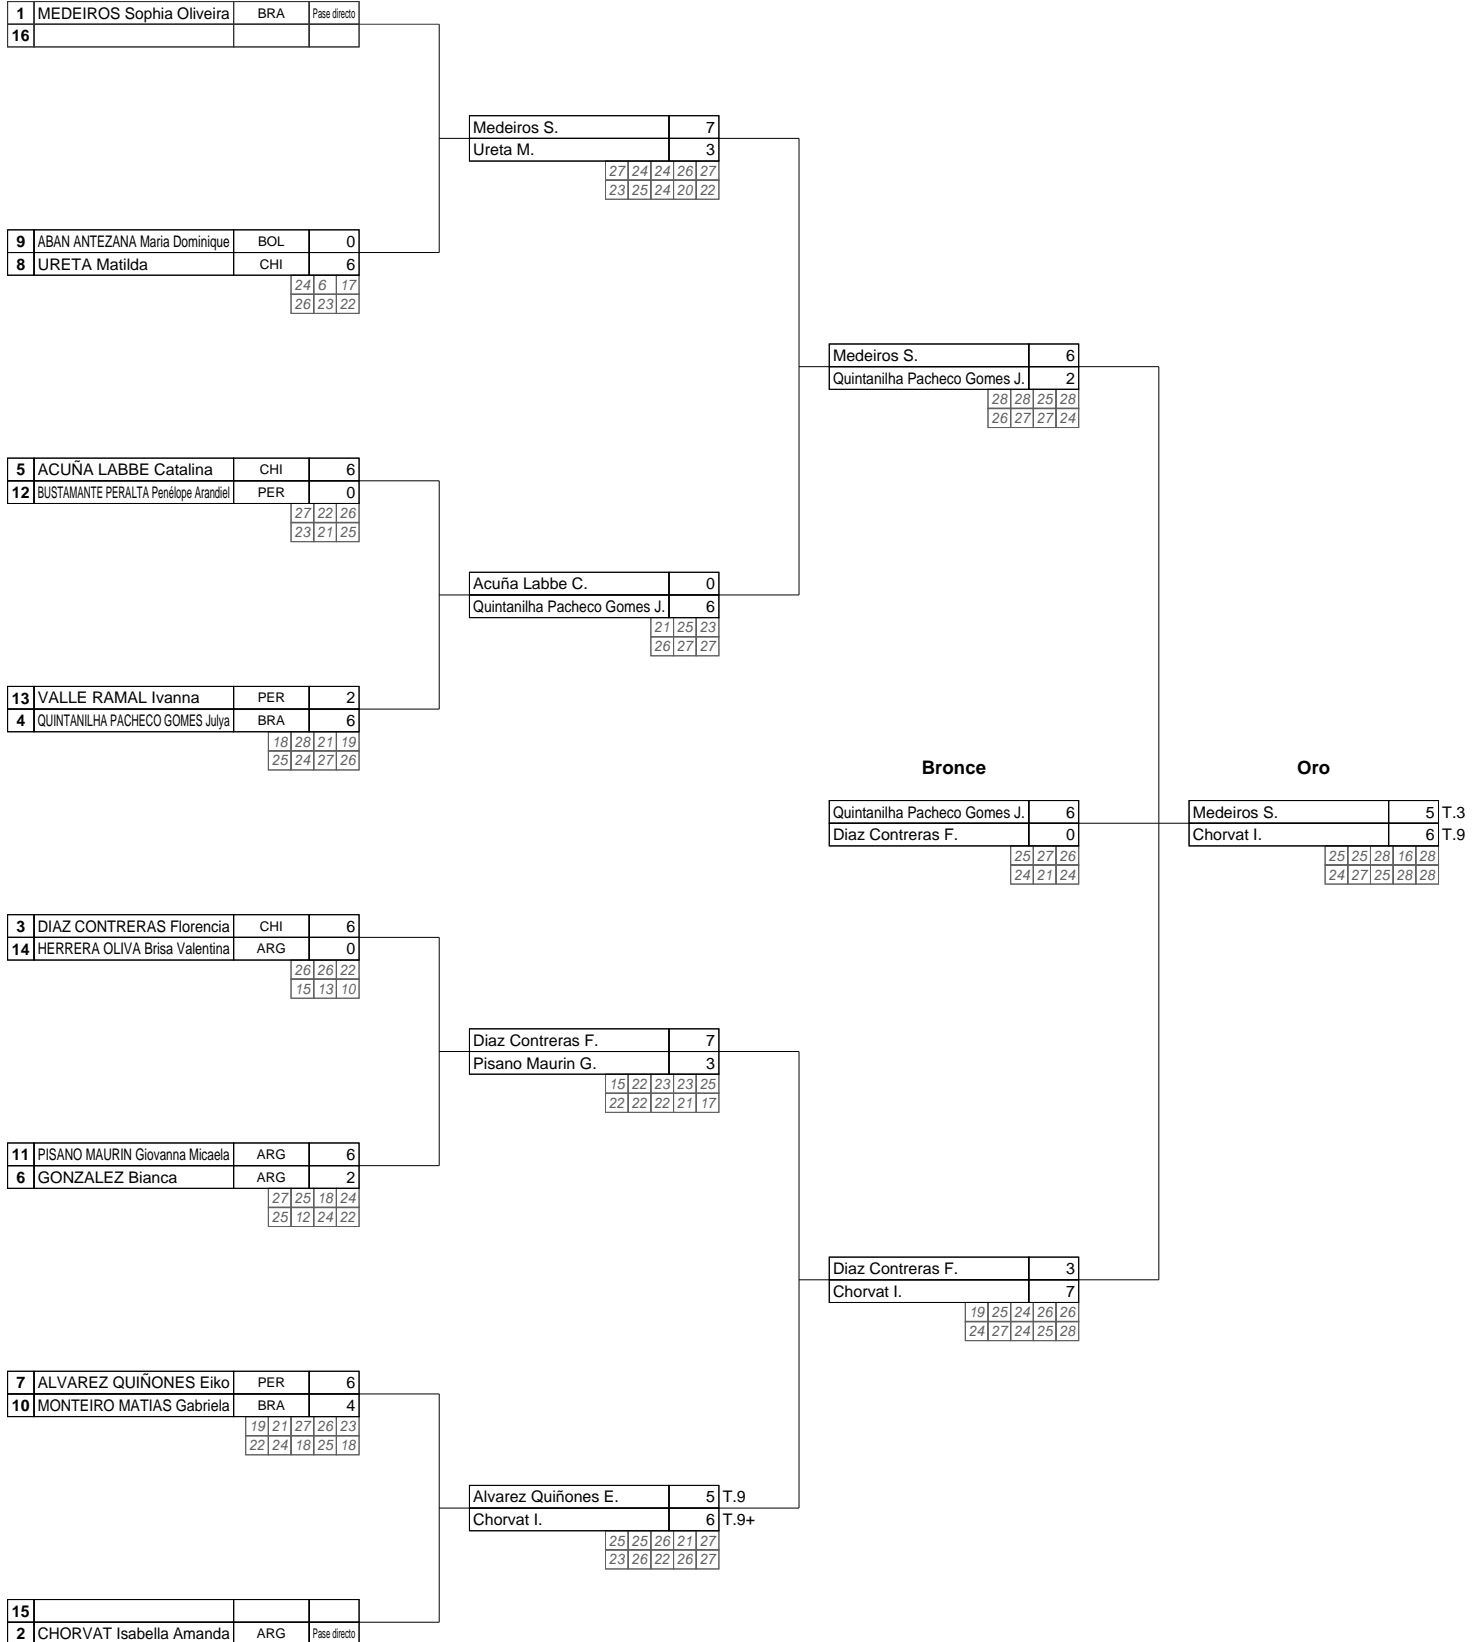 1 MEDEIROS Sophia Oliveira BRA Pase directo
16
Medeiros S. 7
Ureta M. 3
27 24 24 26 27
23 25 24 20 22
9 ABAN ANTEZANA Maria Dominique BOL 0
8 URETA Matilda CHI 6
24 6 17
26 23 22
Medeiros S. 6
Quintanilha Pacheco Gomes J. 2
28 28 25 28
26 27 27 24
5 ACUÑA LABBE Catalina CHI 6
12 BUSTAMANTE PERALTA Penélope Arandiel PER 0
27 22 26
23 21 25
Acuña Labbe C. 0
Quintanilha Pacheco Gomes J. 6
21 25 23
26 27 27
13 VALLE RAMAL Ivanna PER 2
4 QUINTANILHA PACHECO GOMES Julya BRA 6
18 28 21 19
25 24 27 26
Bronce Oro
Quintanilha Pacheco Gomes J. 6 Medeiros S. 5 T.3
Diaz Contreras F. 0 Chorvat I. 6 T.9
25 27 26 25 25 28 16 28
24 21 24 24 27 25 28 28
3 DIAZ CONTRERAS Florencia CHI 6
14 HERRERA OLIVA Brisa Valentina ARG 0
26 26 22
15 13 10
Diaz Contreras F. 7
Pisano Maurin G. 3
15 22 23 23 25
22 22 22 21 17
11 PISANO MAURIN Giovanna Micaela ARG 6
6 GONZALEZ Bianca ARG 2
27 25 18 24
25 12 24 22
Diaz Contreras F. 3
Chorvat I. 7
19 25 24 26 26
24 27 24 25 28
7 ALVAREZ QUIÑONES Eiko PER 6
10 MONTEIRO MATIAS Gabriela BRA 4
19 21 27 26 23
22 24 18 25 18
Alvarez Quiñones E. 5 T.9
Chorvat I. 6 T.9+
25 25 26 21 27
23 26 22 26 27
15
2 CHORVAT Isabella Amanda ARG Pase directo